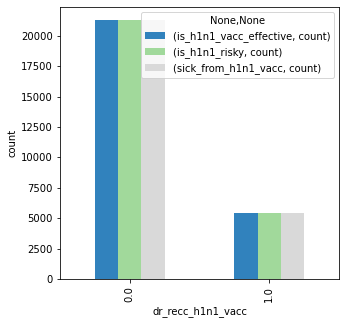 None,None
(is_h1n1_vacc_effective, count)
(is_h1n1_risky, count)
(sick_from_h1n1_vacc, count)
20000
17500
15000
12500
10000
7500
5000
2500
0
count
0.0
1.0
dr_recc_h1n1_vacc